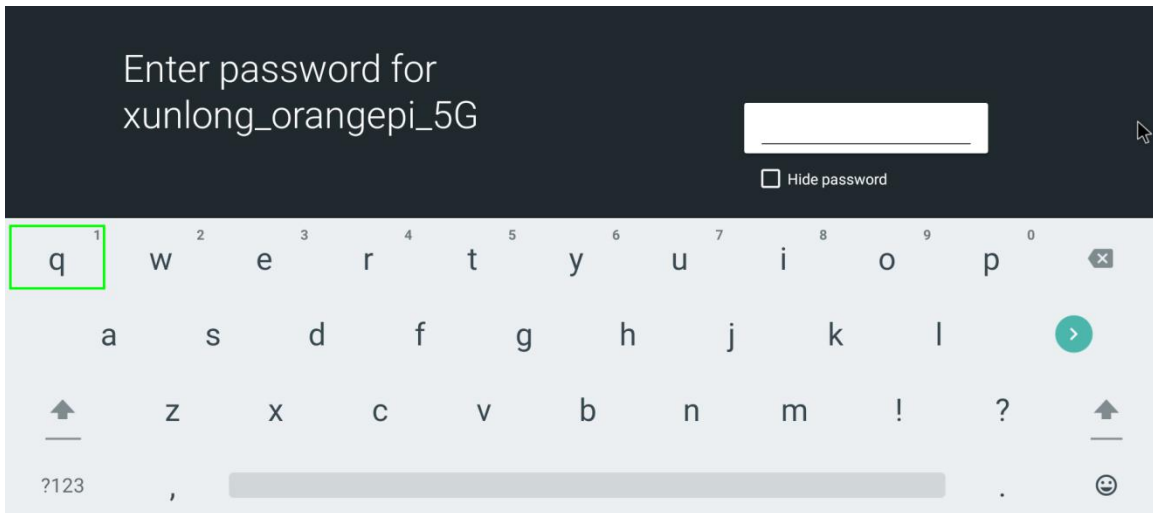 Enter password for
xunlong_orangepi_5G
Hide password
q 1 w 2 e 3 r 4 t 5 y 6 u 7 i 8 o 9 p 0
a s d f g h j k l
z x c v b n m ! ?
?123 , .